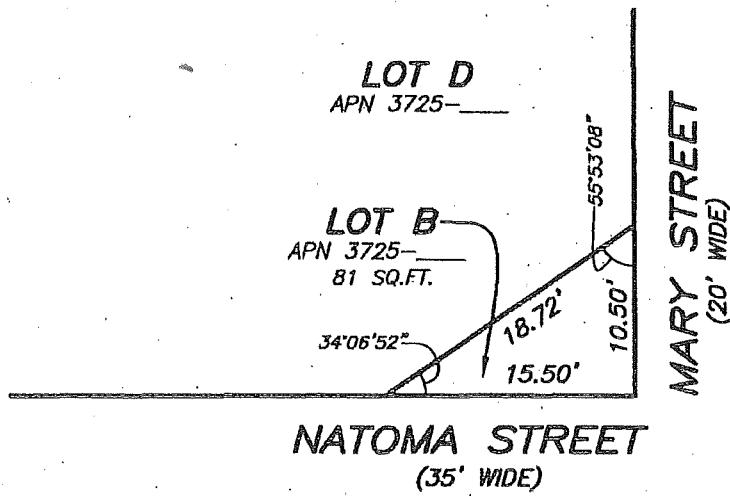 LOT D
APN 3725-____
55°53'08"
MARY STREET
(20' WIDE)
LOT B
APN 3725-____
81 SQ.FT.
34°06'52"
18.72'
10.50'
15.50'
NATOMA STREET
(35' WIDE)